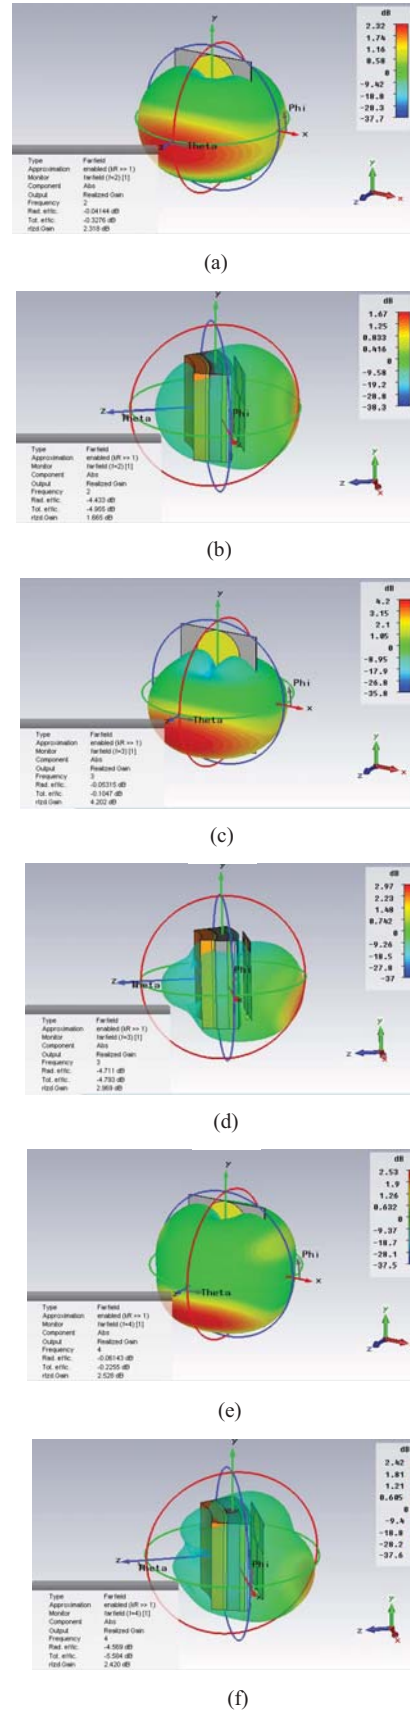 dB
2.32
1.74
1.16
0.58
0
-9.42
-18.8
-28.3
-37.7
y
Phi
x
z
Theta
y
z
x
Type Farfield
Approximation enabled (kR >> 1)
Monitor farfield (f=2) [1]
Component Abs
Output Realized Gain
Frequency 2
Rad. effic. -0.04144 dB
Tot. effic. -0.3276 dB
rlzd.Gain 2.318 dB
(a)
dB
1.67
1.25
0.833
0.416
0
-9.58
-19.2
-28.8
-38.3
y
z
Theta
Phi
y
z
x
Type Farfield
Approximation enabled (kR >> 1)
Monitor farfield (f=2) [1]
Component Abs
Output Realized Gain
Frequency 2
Rad. effic. -4.433 dB
Tot. effic. -4.955 dB
rlzd.Gain 1.665 dB
(b)
dB
4.2
3.15
2.1
1.05
0
-8.95
-17.9
-26.8
-35.8
y
Phi
x
Theta
y
z
x
Type Farfield
Approximation enabled (kR >> 1)
Monitor farfield (f=3) [1]
Component Abs
Output Realized Gain
Frequency 3
Rad. effic. -0.05315 dB
Tot. effic. -0.1047 dB
rlzd.Gain 4.202 dB
(c)
dB
2.97
2.23
1.48
0.742
0
-9.26
-18.5
-27.8
-37
y
z
Theta
Phi
y
z
x
Type Farfield
Approximation enabled (kR >> 1)
Monitor farfield (f=3) [1]
Component Abs
Output Realized Gain
Frequency 3
Rad. effic. -4.711 dB
Tot. effic. -4.793 dB
rlzd.Gain 2.969 dB
(d)
dB
2.53
1.9
1.26
0.632
0
-9.37
-18.7
-28.1
-37.5
y
Phi
x
Theta
y
z
x
Type Farfield
Approximation enabled (kR >> 1)
Monitor farfield (f=4) [1]
Component Abs
Output Realized Gain
Frequency 4
Rad. effic. -0.06143 dB
Tot. effic. -0.2255 dB
rlzd.Gain 2.528 dB
(e)
dB
2.42
1.81
1.21
0.605
0
-9.4
-18.8
-28.2
-37.6
y
z
Theta
Phi
y
z
x
Type Farfield
Approximation enabled (kR >> 1)
Monitor farfield (f=4) [1]
Component Abs
Output Realized Gain
Frequency 4
Rad. effic. -4.569 dB
Tot. effic. -5.504 dB
rlzd.Gain 2.420 dB
(f)